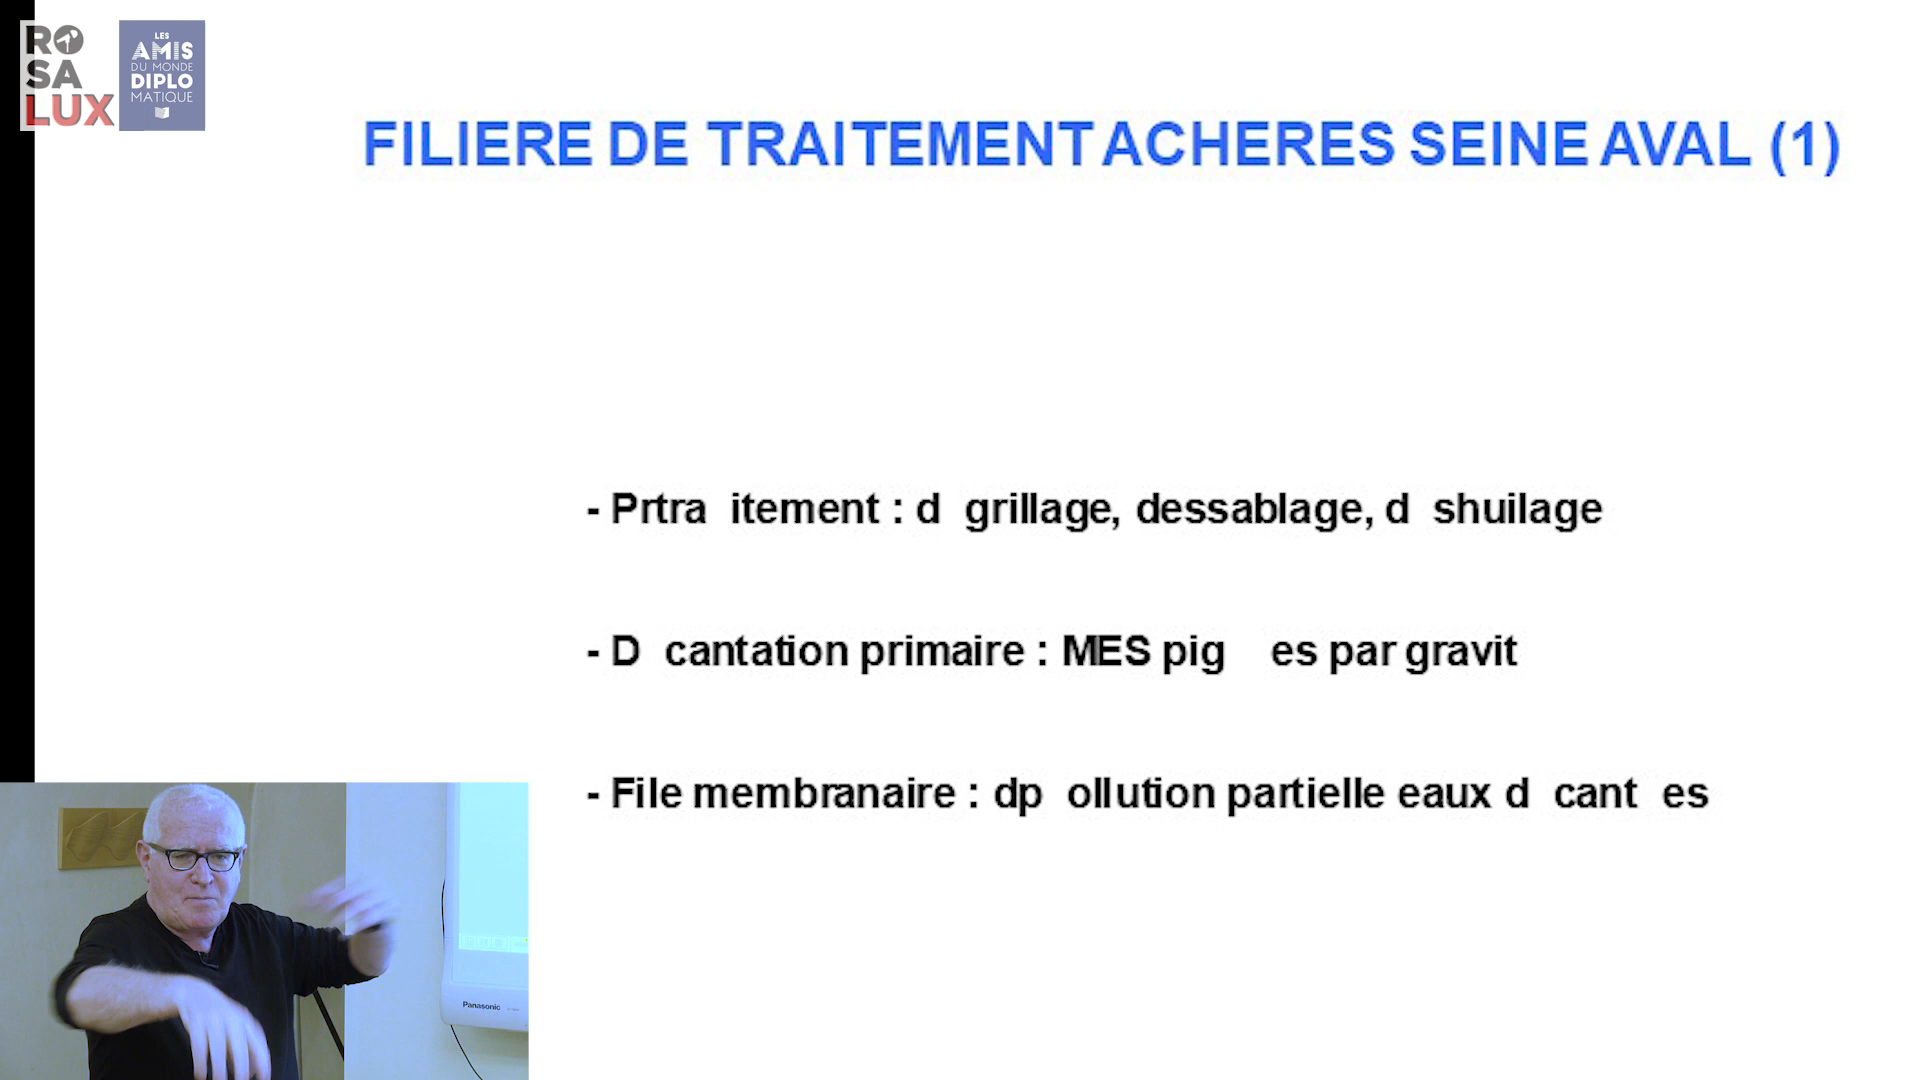 RO
SA
LUX
LES
AMIS
DU MONDE
DIPLO
MATIQUE
FILIERE DE TRAITEMENT ACHERES SEINE AVAL (1)
- Prtra itement : d grillage, dessablage, d shuilage
- D cantation primaire : MES pig es par gravit
- File membranaire : dp ollution partielle eaux d cant es
Panasonic